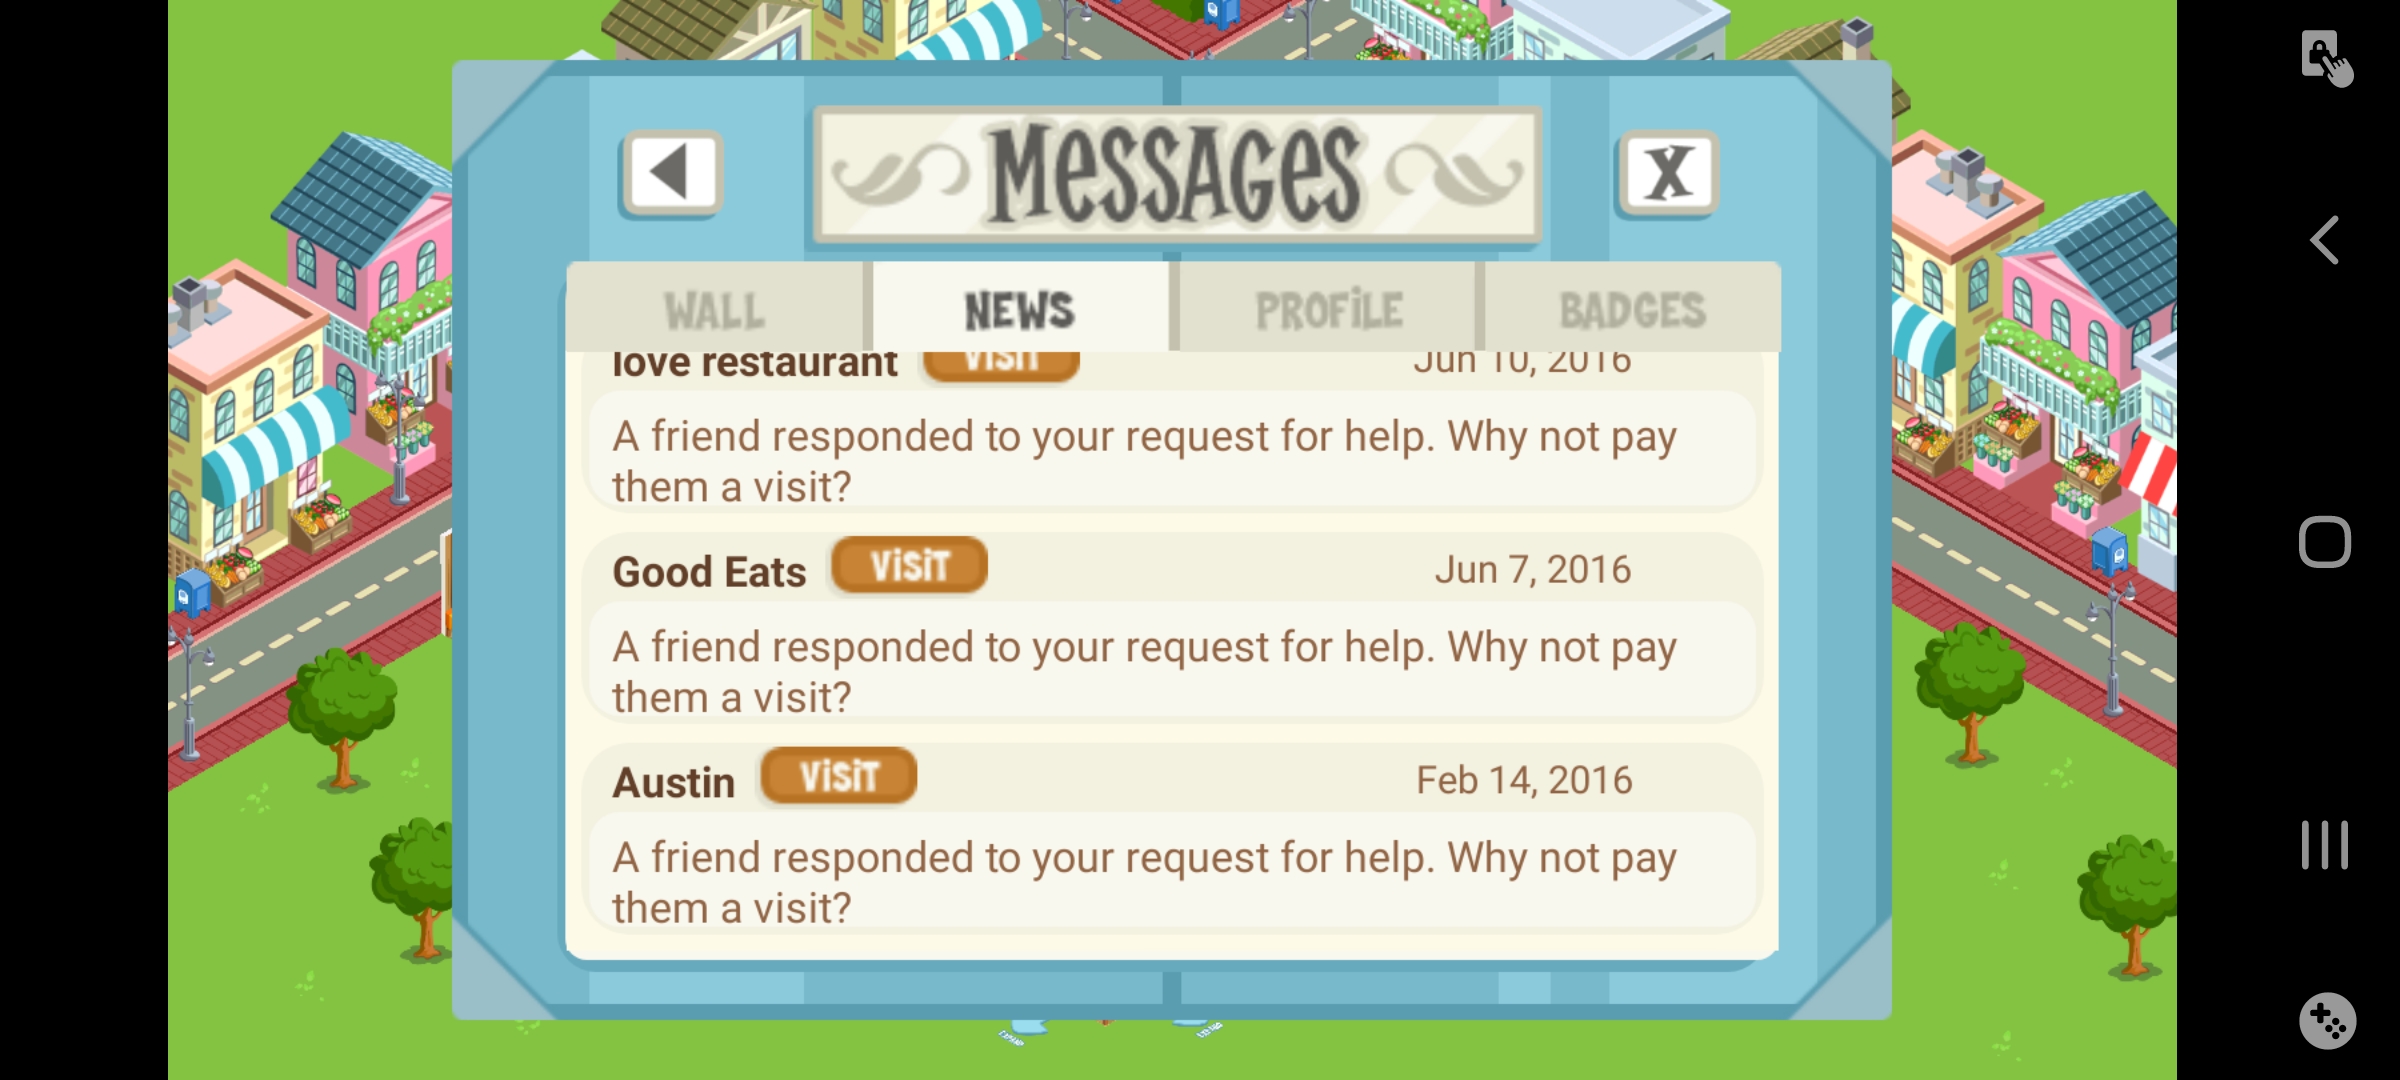 Messages
X
WALL NEWS PROFILE BADGES
love restaurant VISIT Jun 10, 2016
A friend responded to your request for help. Why not pay
them a visit?
Good Eats VISIT Jun 7, 2016
A friend responded to your request for help. Why not pay
them a visit?
Austin VISIT Feb 14, 2016
A friend responded to your request for help. Why not pay
them a visit?